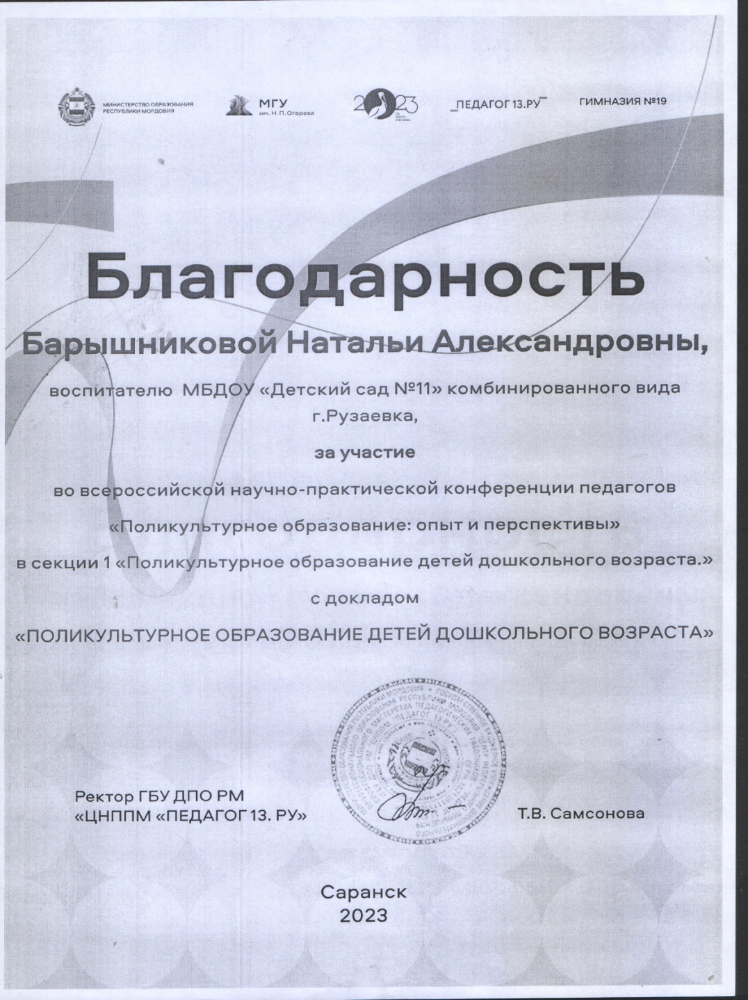 МИНИСТЕРСТВО ОБРАЗОВАНИЯ
РЕСПУБЛИКИ МОРДОВИЯ
МГУ
им. Н. П. Огарева
2023
_ПЕДАГОГ 13.РУ‾
ГИМНАЗИЯ №19
Благодарность
Барышниковой Натальи Александровны,
воспитателю МБДОУ «Детский сад №11» комбинированного вида
г.Рузаевка,
за участие
во всероссийской научно-практической конференции педагогов
«Поликультурное образование: опыт и перспективы»
в секции 1 «Поликультурное образование детей дошкольного возраста.»
с докладом
«ПОЛИКУЛЬТУРНОЕ ОБРАЗОВАНИЕ ДЕТЕЙ ДОШКОЛЬНОГО ВОЗРАСТА»
Ректор ГБУ ДПО РМ
«ЦНППМ «ПЕДАГОГ 13. РУ»
Т.В. Самсонова
Саранск
2023